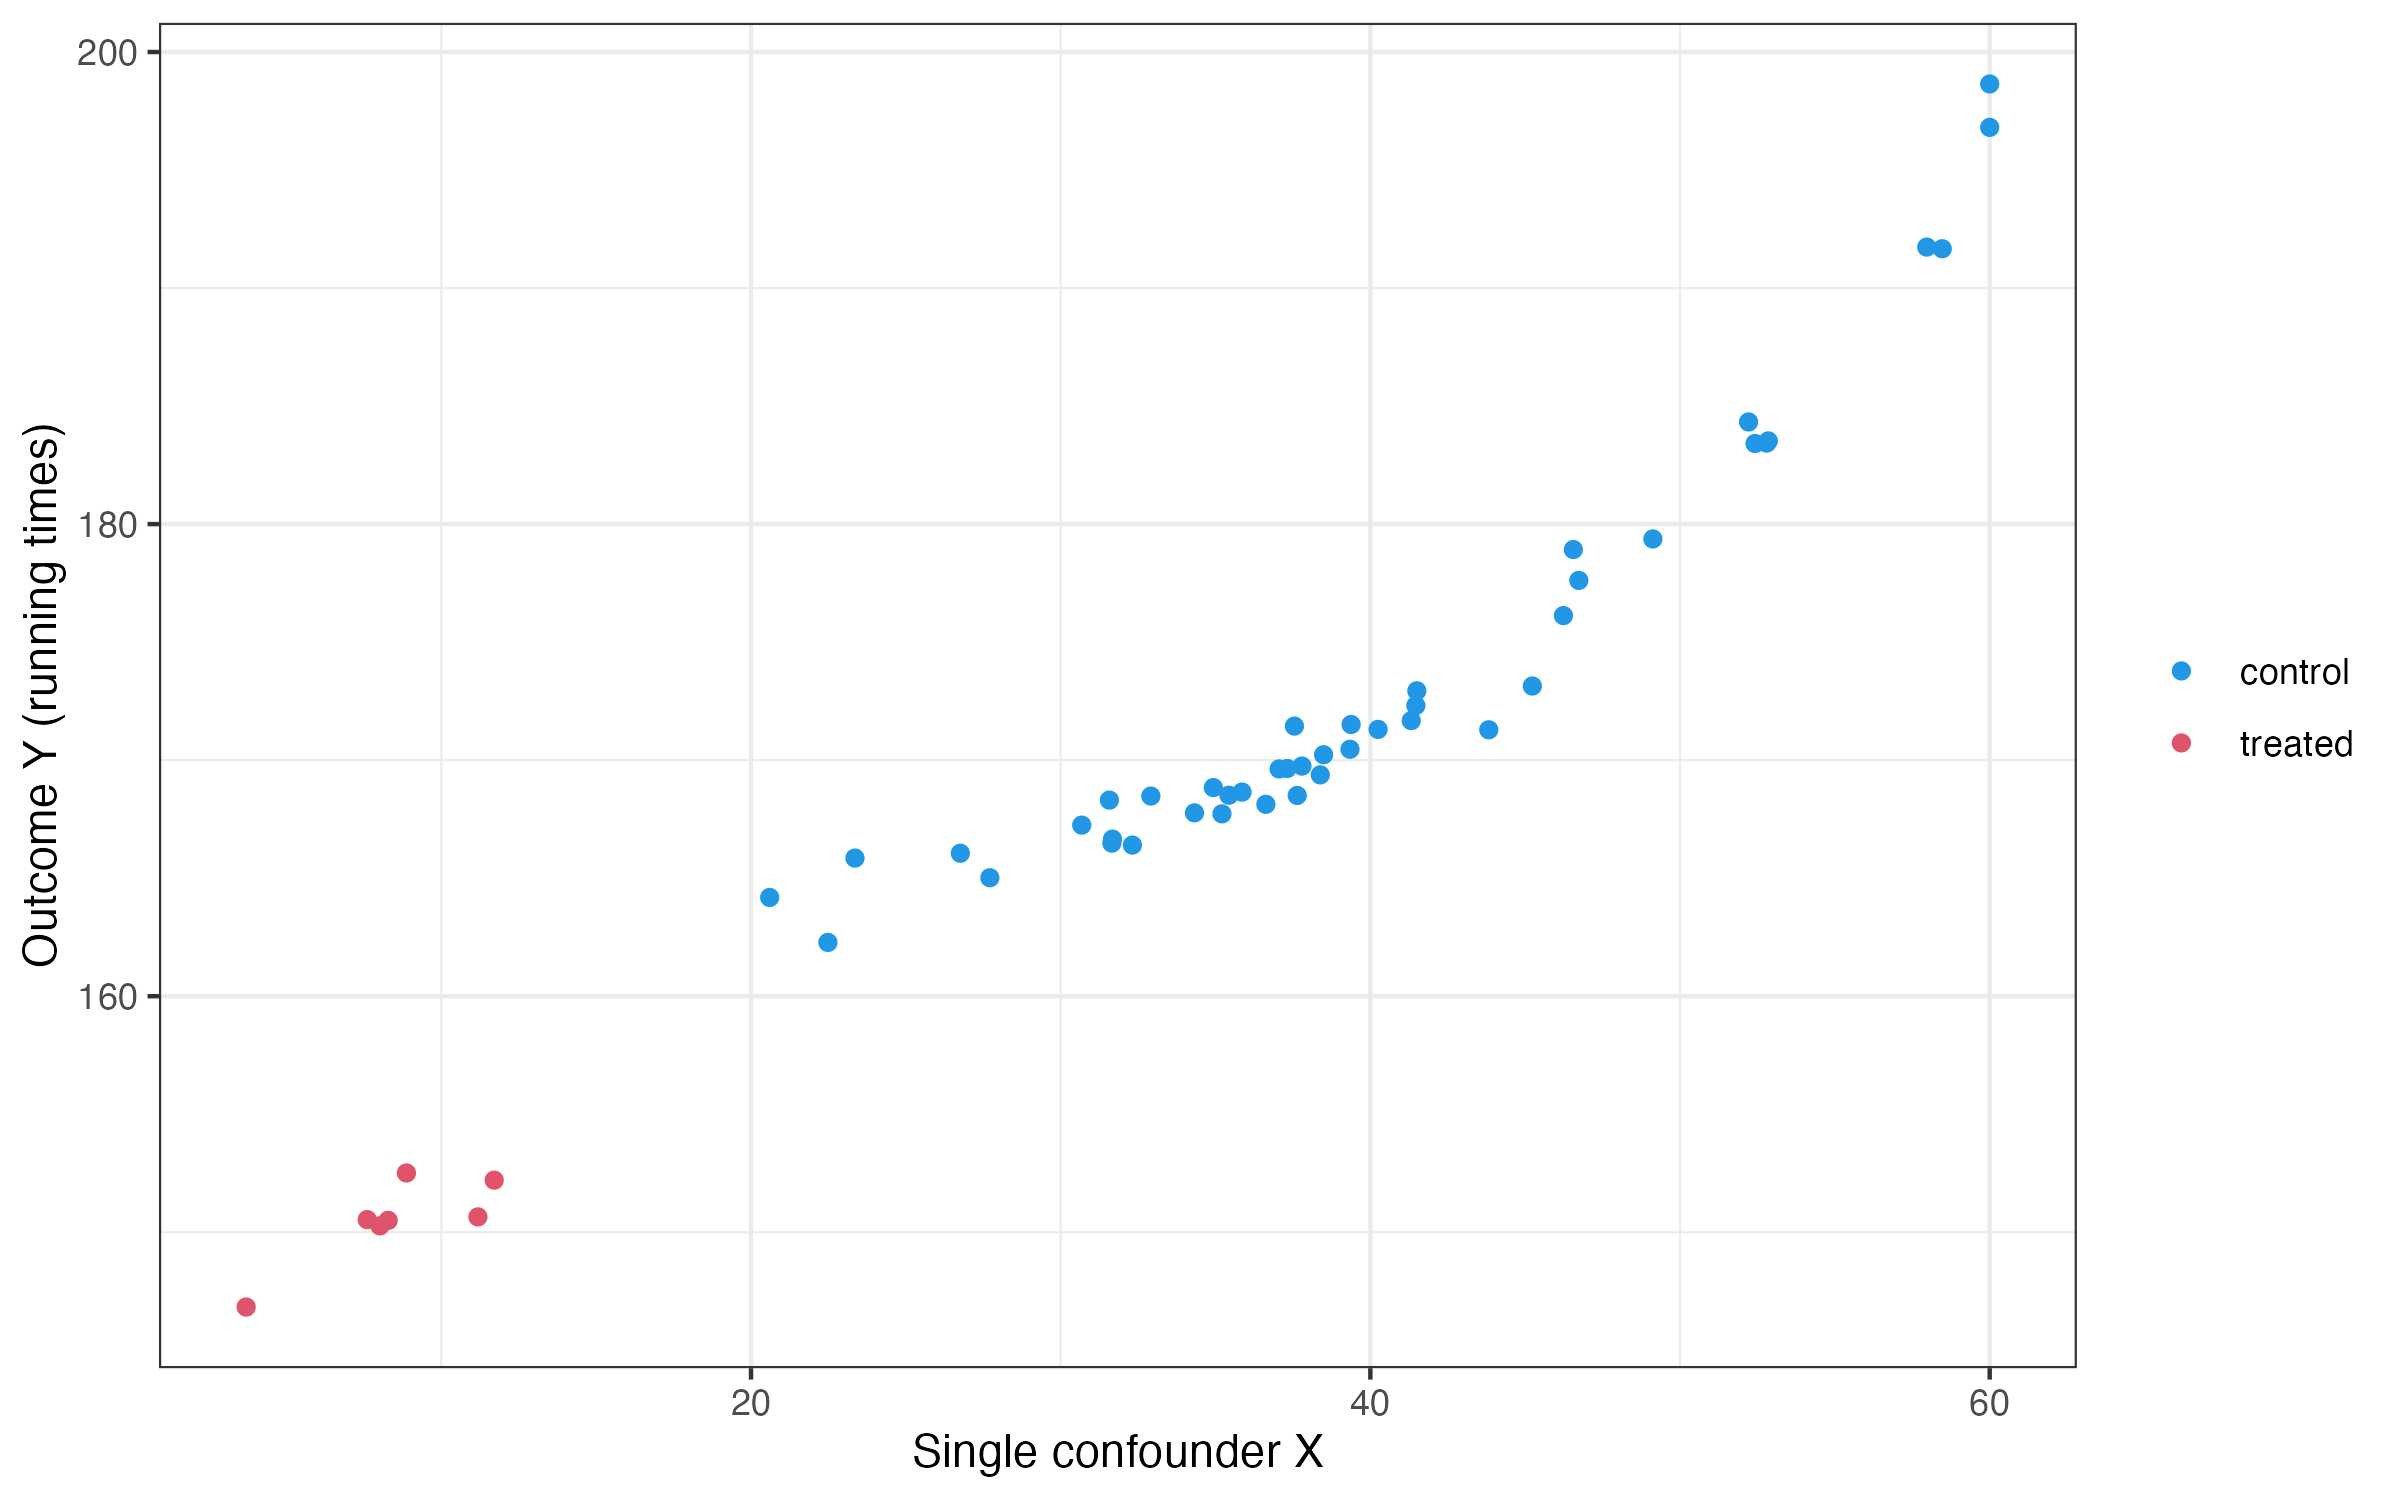 200
180
160
20
40
60
Outcome Y (running times)
Single confounder X
control
treated